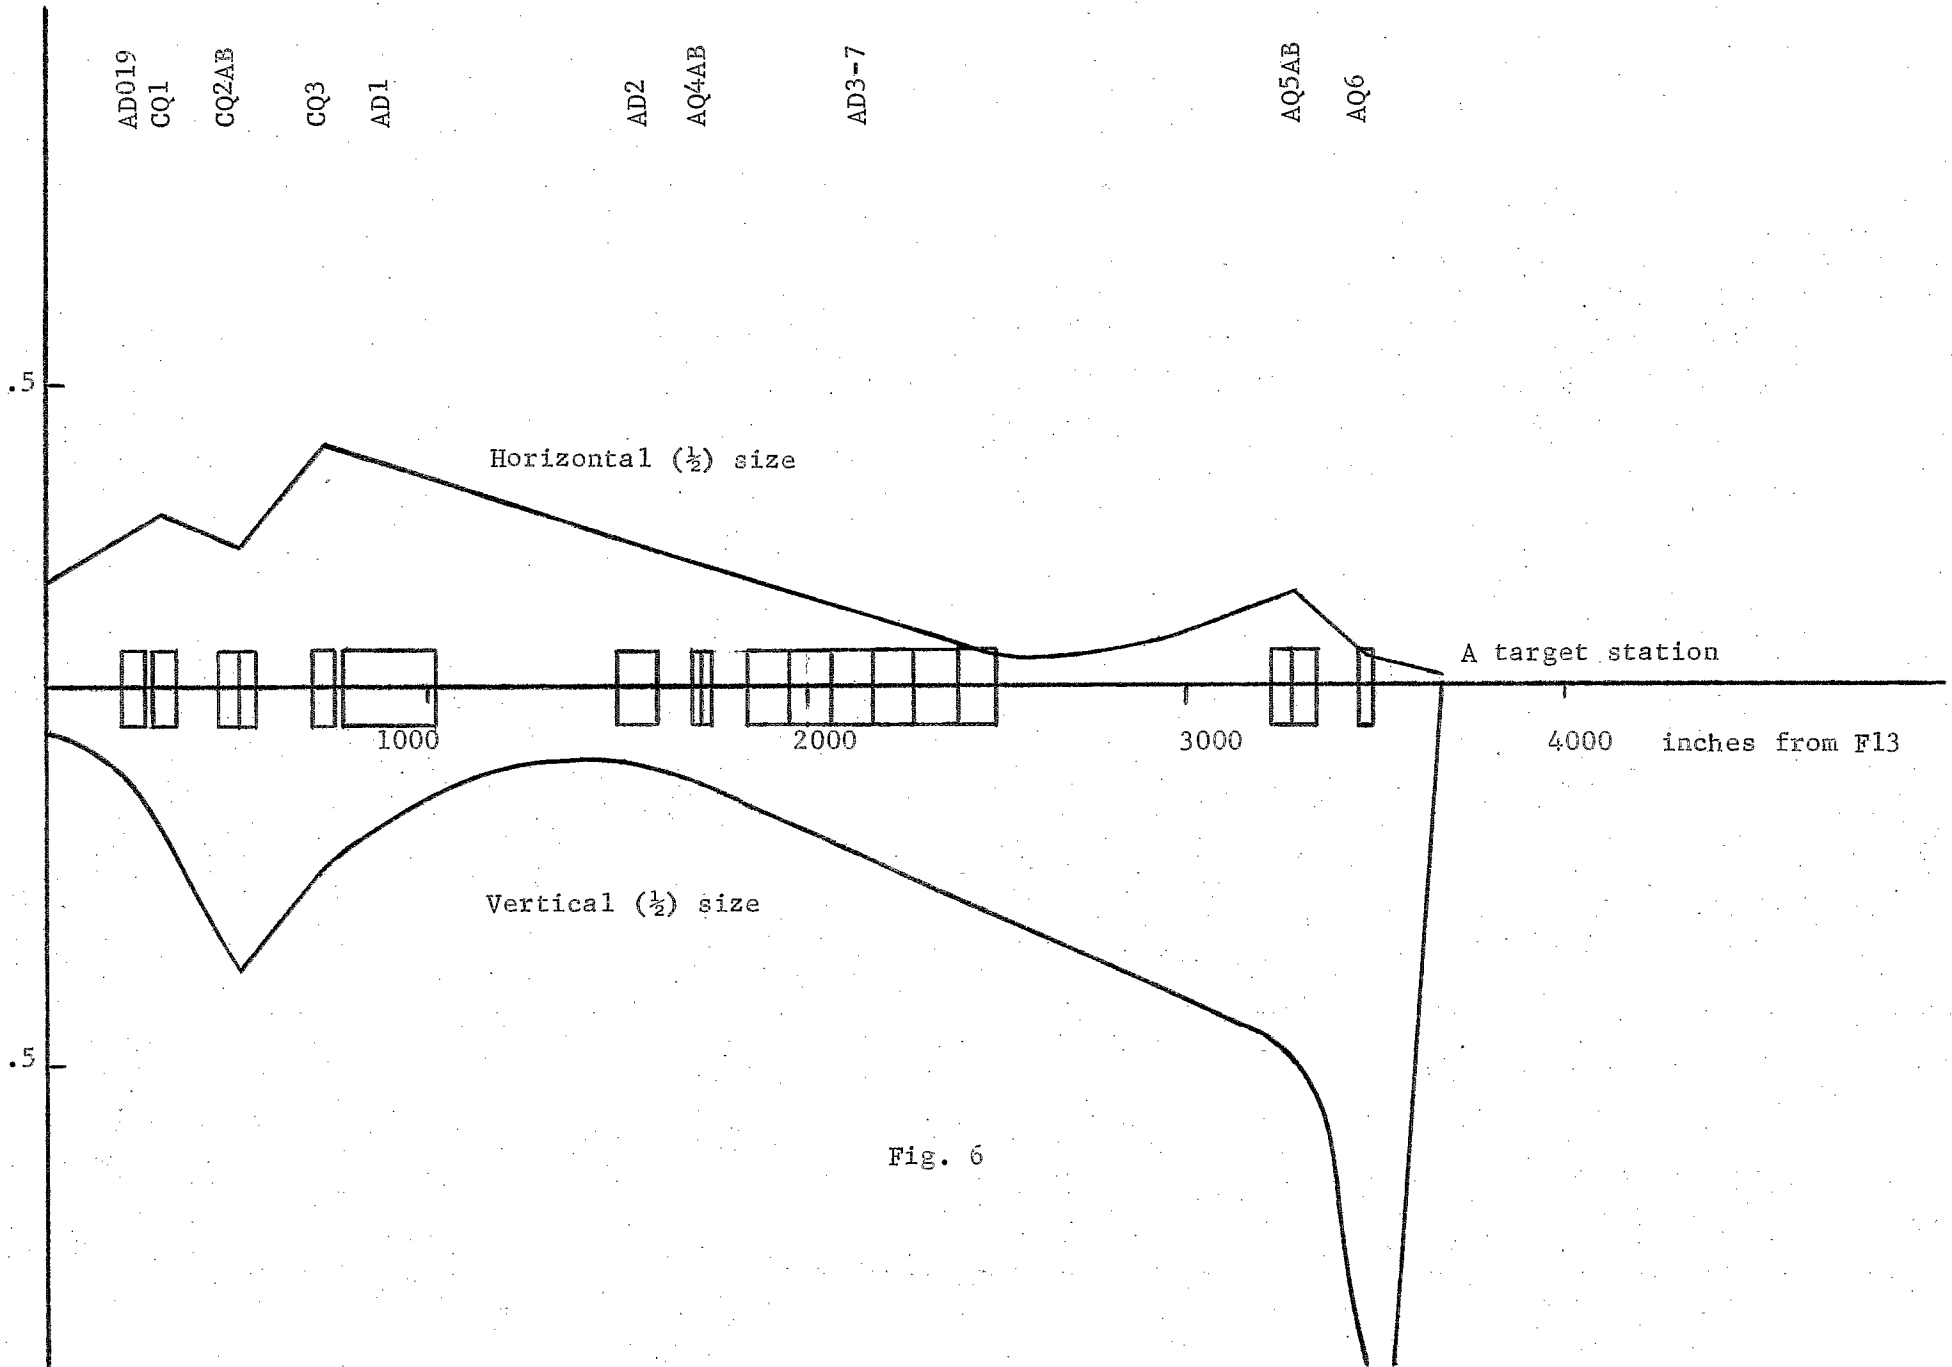 AD019
CQ1
CQ2AB
CQ3
AD1
AD2
AQ4AB
AD3-7
AQ5AB
AQ6
.5
Horizontal (½) size
A target station
1000
2000
3000
4000
inches from F13
Vertical (½) size
.5
Fig. 6